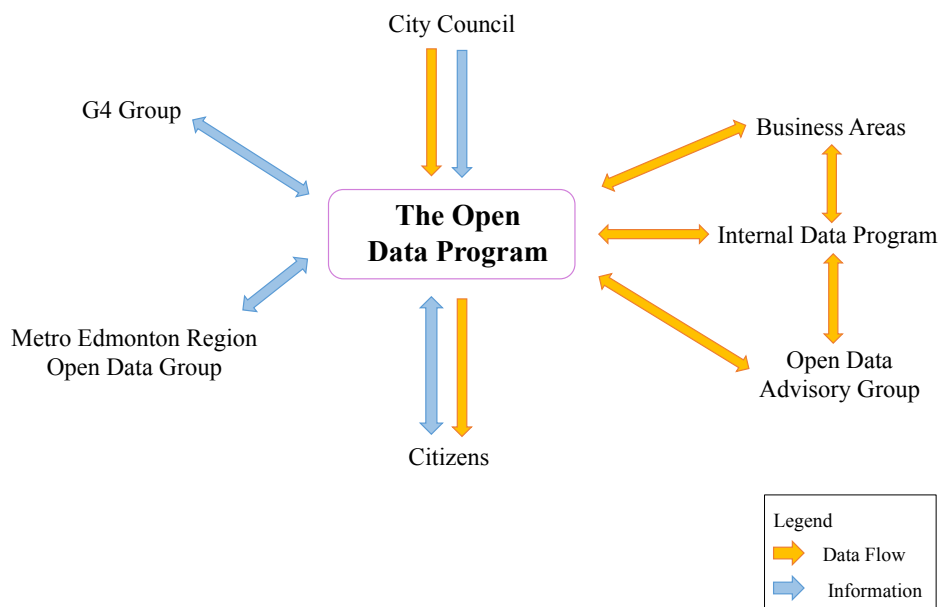 City Council
G4 Group
Business Areas
The Open
Data Program
Internal Data Program
Metro Edmonton Region
Open Data Group
Open Data
Advisory Group
Citizens
Legend
Data Flow
Information